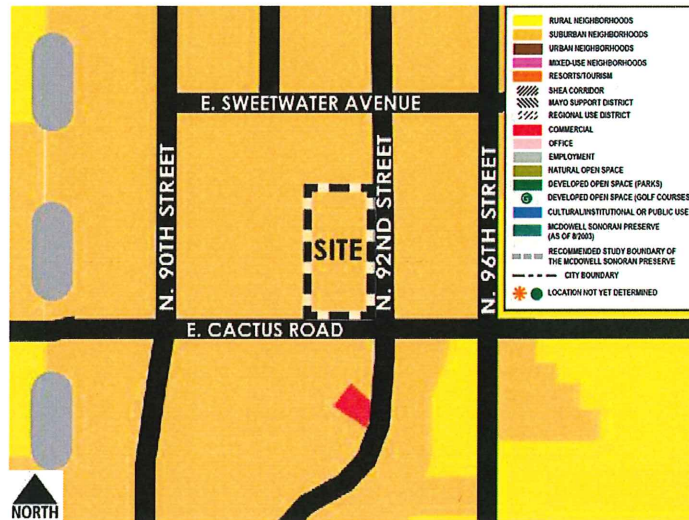 E. SWEETWATER AVENUE
N. 90TH STREET
N. 92ND STREET
N. 96TH STREET
SITE
E. CACTUS ROAD
NORTH
RURAL NEIGHBORHOODS
SUBURBAN NEIGHBORHOODS
URBAN NEIGHBORHOODS
MIXED-USE NEIGHBORHOODS
RESORTS/TOURISM
SHEA CORRIDOR
MAYO SUPPORT DISTRICT
REGIONAL USE DISTRICT
COMMERCIAL
OFFICE
EMPLOYMENT
NATURAL OPEN SPACE
DEVELOPED OPEN SPACE (PARKS)
G DEVELOPED OPEN SPACE (GOLF COURSES)
CULTURAL/INSTITUTIONAL OR PUBLIC USE
MCDOWELL SONORAN PRESERVE
(AS OF 8/2003)
RECOMMENDED STUDY BOUNDARY OF
THE MCDOWELL SONORAN PRESERVE
CITY BOUNDARY
LOCATION NOT YET DETERMINED